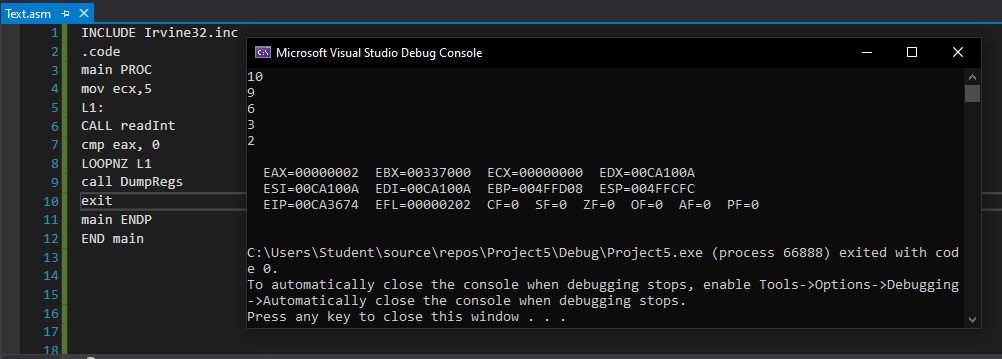 Text.asm
1 INCLUDE Irvine32.inc
2 .code
3 main PROC
4 mov ecx,5
5 L1:
6 CALL readInt
7 cmp eax, 0
8 LOOPNZ L1
9 call DumpRegs
10 exit
11 main ENDP
12 END main
13
14
15
16
17
18
Microsoft Visual Studio Debug Console
10
9
6
3
2
EAX=00000002 EBX=00337000 ECX=00000000 EDX=00CA100A
ESI=00CA100A EDI=00CA100A EBP=004FFD08 ESP=004FFCFC
EIP=00CA3674 EFL=00000202 CF=0 SF=0 ZF=0 OF=0 AF=0 PF=0
C:\Users\Student\source\repos\Project5\Debug\Project5.exe (process 66888) exited with cod
e 0.
To automatically close the console when debugging stops, enable Tools->Options->Debugging
->Automatically close the console when debugging stops.
Press any key to close this window . . .